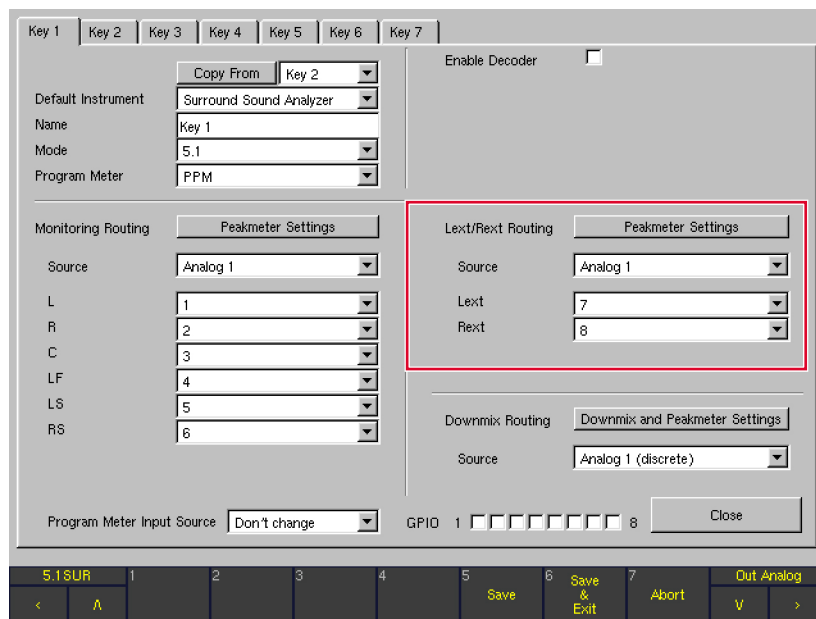 Key 1 Key 2 Key 3 Key 4 Key 5 Key 6 Key 7
Copy From Key 2
Default Instrument Surround Sound Analyzer
Name Key 1
Mode 5.1
Program Meter PPM
Enable Decoder
Monitoring Routing Peakmeter Settings
Source Analog 1
L 1
R 2
C 3
LF 4
LS 5
RS 6
Lext/Rext Routing Peakmeter Settings
Source Analog 1
Lext 7
Rext 8
Downmix Routing Downmix and Peakmeter Settings
Source Analog 1 (discrete)
Program Meter Input Source Don't change
GPIO 1 8
Close
5.1SUR 1 2 3 4 5 Save 6 Save & Exit 7 Abort Out Analog
< Λ V >